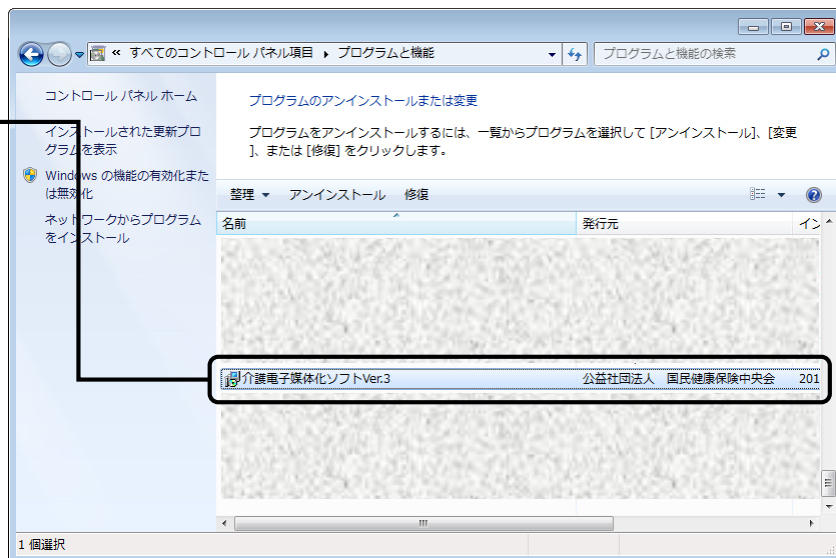 « すべてのコントロール パネル項目 ▸ プログラムと機能
プログラムと機能の検索
コントロール パネル ホーム
インストールされた更新プロ
グラムを表示
Windows の機能の有効化また
は無効化
ネットワークからプログラム
をインストール
プログラムのアンインストールまたは変更
プログラムをアンインストールするには、一覧からプログラムを選択して [アンインストール]、[変更
]、または [修復] をクリックします。
整理 ▼ アンインストール 修復
名前 発行元 イン
介護電子媒体化ソフトVer.3 公益社団法人 国民健康保険中央会 201
1 個選択